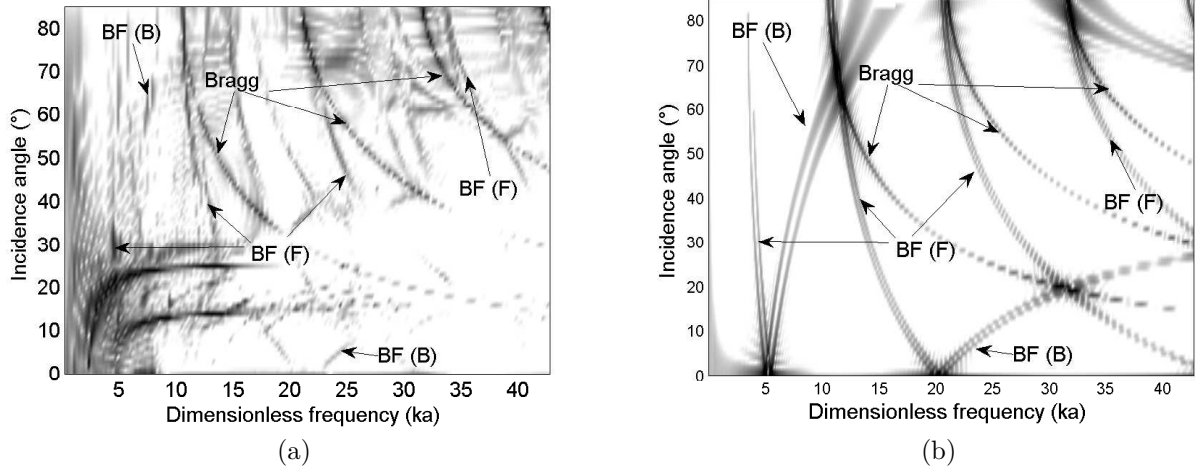 80
70
60
50
40
30
20
10
0
Incidence angle (°)
BF (B)
Bragg
BF (F)
BF (F)
BF (B)
5 10 15 20 25 30 35 40
Dimensionless frequency (ka)
(a)
80
70
60
50
40
30
20
10
0
Incidence angle (°)
BF (B)
Bragg
BF (F)
BF (F)
BF (B)
5 10 15 20 25 30 35 40
Dimensionless frequency (ka)
(b)